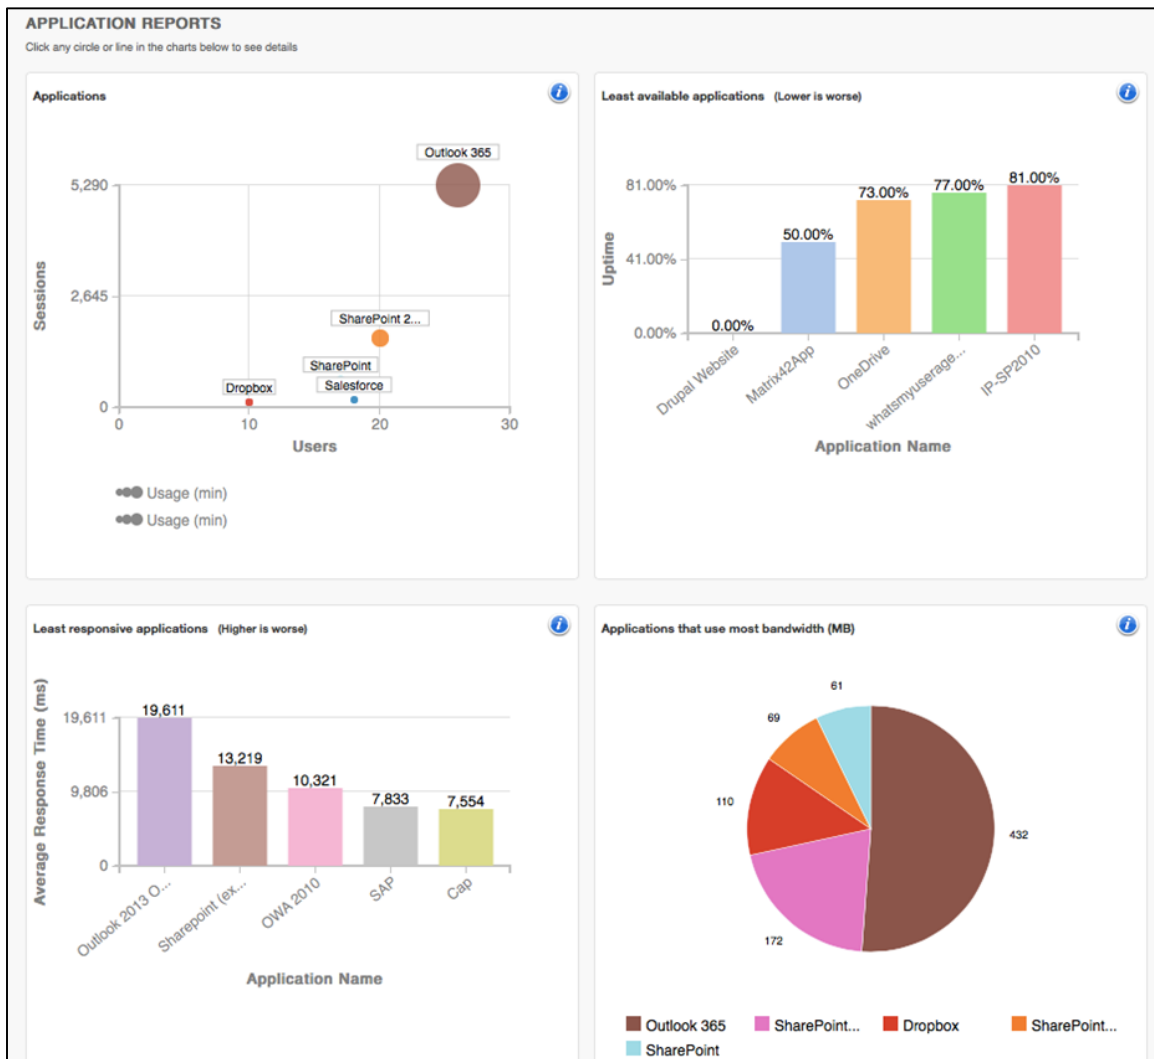 APPLICATION REPORTS
Click any circle or line in the charts below to see details
Applications
Outlook 365
5,290
Sessions
2,645
SharePoint 2...
SharePoint
Dropbox
Salesforce
0
0 10 20 30
Users
Usage (min)
Usage (min)
Least available applications (Lower is worse)
81.00%
81.00%
77.00%
73.00%
50.00%
Uptime
41.00%
0.00%
0.00%
Drupal Website
Matrix42App
OneDrive
whatsmyuserage...
IP-SP2010
Application Name
Least responsive applications (Higher is worse)
Average Response Time (ms)
19,611
19,611
13,219
10,321
9,806
7,833
7,554
0
Outlook 2013 O...
Sharepoint (ex...
OWA 2010
SAP
Cap
Application Name
Applications that use most bandwidth (MB)
61
69
110
432
172
Outlook 365 SharePoint... Dropbox SharePoint...
SharePoint